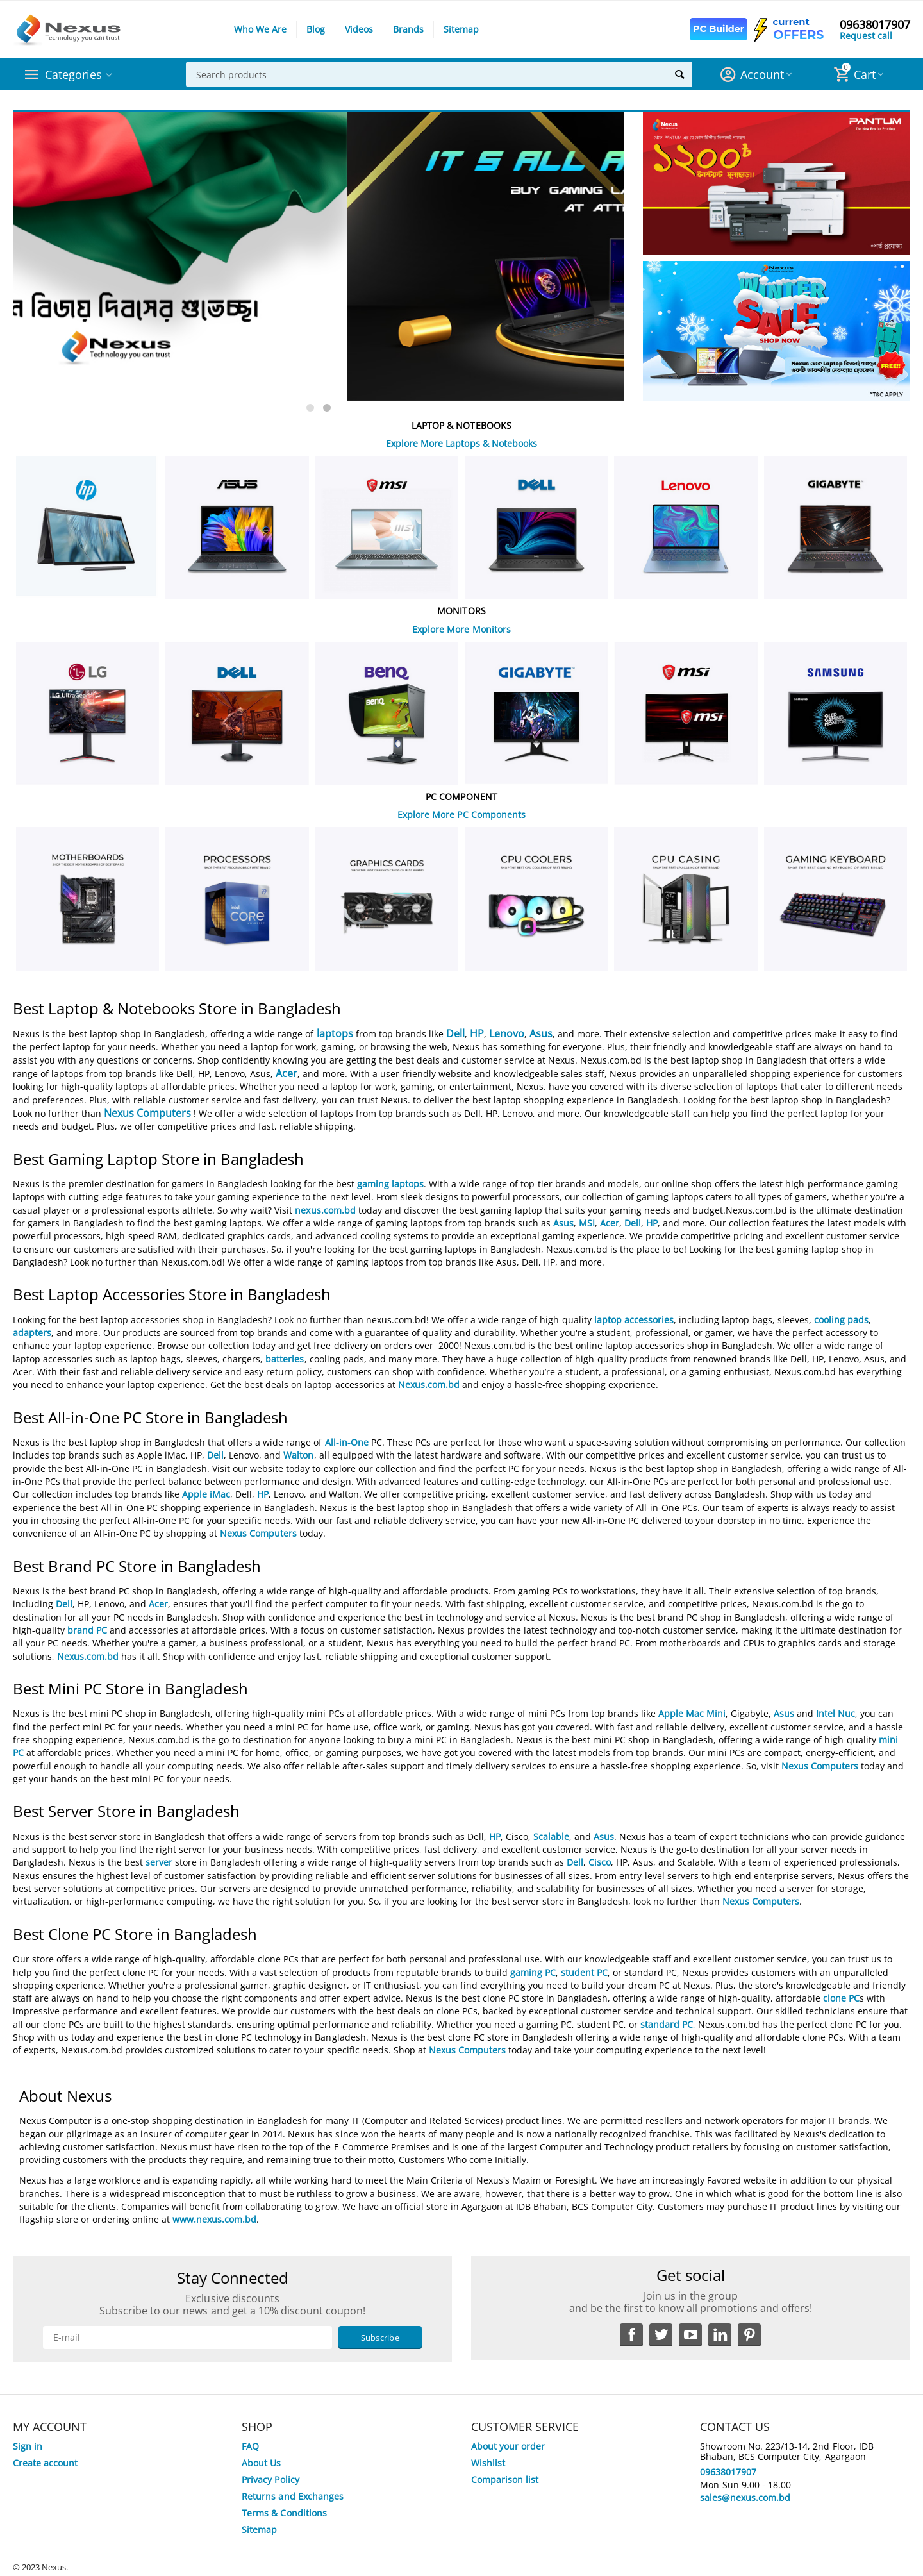 Nexus
Technology you can trust
Who We Are
Blog
Videos
Brands
Sitemap
PC Builder
current
OFFERS
09638017907
Request call
Categories
Search products
Account
0
Cart
ন বিজয় দিবসের শুভেচ্ছা
Nexus
Technology you can trust
IT'S ALL A
BUY GAMING LA
AT ATT
Nexus
PANTUM
১২০০৳
*শর্ত প্রযোজ্য
Nexus
WINTER
SALE
SHOP NOW
FREE!!
*T&C APPLY
LAPTOP & NOTEBOOKS
Explore More Laptops & Notebooks
hp
ASUS
msi
DELL
Lenovo
GIGABYTE™
MONITORS
Explore More Monitors
LG
DELL
BenQ
GIGABYTE™
msi
SAMSUNG
PC COMPONENT
Explore More PC Components
MOTHERBOARDS
PROCESSORS
GRAPHICS CARDS
CPU COOLERS
CPU CASING
GAMING KEYBOARD
Best Laptop & Notebooks Store in Bangladesh
Nexus is the best laptop shop in Bangladesh, offering a wide range of laptops from top brands like Dell, HP, Lenovo, Asus, and more. Their extensive selection and competitive prices make it easy to find
the perfect laptop for your needs. Whether you need a laptop for work, gaming, or browsing the web, Nexus has something for everyone. Plus, their friendly and knowledgeable staff are always on hand to
assist you with any questions or concerns. Shop confidently knowing you are getting the best deals and customer service at Nexus. Nexus.com.bd is the best laptop shop in Bangladesh that offers a wide
range of laptops from top brands like Dell, HP, Lenovo, Asus, Acer, and more. With a user-friendly website and knowledgeable sales staff, Nexus provides an unparalleled shopping experience for customers
looking for high-quality laptops at affordable prices. Whether you need a laptop for work, gaming, or entertainment, Nexus. have you covered with its diverse selection of laptops that cater to different needs
and preferences. Plus, with reliable customer service and fast delivery, you can trust Nexus. to deliver the best laptop shopping experience in Bangladesh. Looking for the best laptop shop in Bangladesh?
Look no further than Nexus Computers ! We offer a wide selection of laptops from top brands such as Dell, HP, Lenovo, and more. Our knowledgeable staff can help you find the perfect laptop for your
needs and budget. Plus, we offer competitive prices and fast, reliable shipping.
Best Gaming Laptop Store in Bangladesh
Nexus is the premier destination for gamers in Bangladesh looking for the best gaming laptops. With a wide range of top-tier brands and models, our online shop offers the latest high-performance gaming
laptops with cutting-edge features to take your gaming experience to the next level. From sleek designs to powerful processors, our collection of gaming laptops caters to all types of gamers, whether you're a
casual player or a professional esports athlete. So why wait? Visit nexus.com.bd today and discover the best gaming laptop that suits your gaming needs and budget.Nexus.com.bd is the ultimate destination
for gamers in Bangladesh to find the best gaming laptops. We offer a wide range of gaming laptops from top brands such as Asus, MSI, Acer, Dell, HP, and more. Our collection features the latest models with
powerful processors, high-speed RAM, dedicated graphics cards, and advanced cooling systems to provide an exceptional gaming experience. We provide competitive pricing and excellent customer service
to ensure our customers are satisfied with their purchases. So, if you're looking for the best gaming laptops in Bangladesh, Nexus.com.bd is the place to be! Looking for the best gaming laptop shop in
Bangladesh? Look no further than Nexus.com.bd! We offer a wide range of gaming laptops from top brands like Asus, Dell, HP, and more.
Best Laptop Accessories Store in Bangladesh
Looking for the best laptop accessories shop in Bangladesh? Look no further than nexus.com.bd! We offer a wide range of high-quality laptop accessories, including laptop bags, sleeves, cooling pads,
adapters, and more. Our products are sourced from top brands and come with a guarantee of quality and durability. Whether you're a student, professional, or gamer, we have the perfect accessory to
enhance your laptop experience. Browse our collection today and get free delivery on orders over  2000! Nexus.com.bd is the best online laptop accessories shop in Bangladesh. We offer a wide range of
laptop accessories such as laptop bags, sleeves, chargers, batteries, cooling pads, and many more. They have a huge collection of high-quality products from renowned brands like Dell, HP, Lenovo, Asus, and
Acer. With their fast and reliable delivery service and easy return policy, customers can shop with confidence. Whether you're a student, a professional, or a gaming enthusiast, Nexus.com.bd has everything
you need to enhance your laptop experience. Get the best deals on laptop accessories at Nexus.com.bd and enjoy a hassle-free shopping experience.
Best All-in-One PC Store in Bangladesh
Nexus is the best laptop shop in Bangladesh that offers a wide range of All-in-One PC. These PCs are perfect for those who want a space-saving solution without compromising on performance. Our collection
includes top brands such as Apple iMac, HP, Dell, Lenovo, and Walton, all equipped with the latest hardware and software. With our competitive prices and excellent customer service, you can trust us to
provide the best All-in-One PC in Bangladesh. Visit our website today to explore our collection and find the perfect PC for your needs. Nexus is the best laptop shop in Bangladesh, offering a wide range of All-
in-One PCs that provide the perfect balance between performance and design. With advanced features and cutting-edge technology, our All-in-One PCs are perfect for both personal and professional use.
Our collection includes top brands like Apple iMac, Dell, HP, Lenovo, and Walton. We offer competitive pricing, excellent customer service, and fast delivery across Bangladesh. Shop with us today and
experience the best All-in-One PC shopping experience in Bangladesh. Nexus is the best laptop shop in Bangladesh that offers a wide variety of All-in-One PCs. Our team of experts is always ready to assist
you in choosing the perfect All-in-One PC for your specific needs. With our fast and reliable delivery service, you can have your new All-in-One PC delivered to your doorstep in no time. Experience the
convenience of an All-in-One PC by shopping at Nexus Computers today.
Best Brand PC Store in Bangladesh
Nexus is the best brand PC shop in Bangladesh, offering a wide range of high-quality and affordable products. From gaming PCs to workstations, they have it all. Their extensive selection of top brands,
including Dell, HP, Lenovo, and Acer, ensures that you'll find the perfect computer to fit your needs. With fast shipping, excellent customer service, and competitive prices, Nexus.com.bd is the go-to
destination for all your PC needs in Bangladesh. Shop with confidence and experience the best in technology and service at Nexus. Nexus is the best brand PC shop in Bangladesh, offering a wide range of
high-quality brand PC and accessories at affordable prices. With a focus on customer satisfaction, Nexus provides the latest technology and top-notch customer service, making it the ultimate destination for
all your PC needs. Whether you're a gamer, a business professional, or a student, Nexus has everything you need to build the perfect brand PC. From motherboards and CPUs to graphics cards and storage
solutions, Nexus.com.bd has it all. Shop with confidence and enjoy fast, reliable shipping and exceptional customer support.
Best Mini PC Store in Bangladesh
Nexus is the best mini PC shop in Bangladesh, offering high-quality mini PCs at affordable prices. With a wide range of mini PCs from top brands like Apple Mac Mini, Gigabyte, Asus and Intel Nuc, you can
find the perfect mini PC for your needs. Whether you need a mini PC for home use, office work, or gaming, Nexus has got you covered. With fast and reliable delivery, excellent customer service, and a hassle-
free shopping experience, Nexus.com.bd is the go-to destination for anyone looking to buy a mini PC in Bangladesh. Nexus is the best mini PC shop in Bangladesh, offering a wide range of high-quality mini
PC at affordable prices. Whether you need a mini PC for home, office, or gaming purposes, we have got you covered with the latest models from top brands. Our mini PCs are compact, energy-efficient, and
powerful enough to handle all your computing needs. We also offer reliable after-sales support and timely delivery services to ensure a hassle-free shopping experience. So, visit Nexus Computers today and
get your hands on the best mini PC for your needs.
Best Server Store in Bangladesh
Nexus is the best server store in Bangladesh that offers a wide range of servers from top brands such as Dell, HP, Cisco, Scalable, and Asus. Nexus has a team of expert technicians who can provide guidance
and support to help you find the right server for your business needs. With competitive prices, fast delivery, and excellent customer service, Nexus is the go-to destination for all your server needs in
Bangladesh. Nexus is the best server store in Bangladesh offering a wide range of high-quality servers from top brands such as Dell, Cisco, HP, Asus, and Scalable. With a team of experienced professionals,
Nexus ensures the highest level of customer satisfaction by providing reliable and efficient server solutions for businesses of all sizes. From entry-level servers to high-end enterprise servers, Nexus offers the
best server solutions at competitive prices. Our servers are designed to provide unmatched performance, reliability, and scalability for businesses of all sizes. Whether you need a server for storage,
virtualization, or high-performance computing, we have the right solution for you. So, if you are looking for the best server store in Bangladesh, look no further than Nexus Computers.
Best Clone PC Store in Bangladesh
Our store offers a wide range of high-quality, affordable clone PCs that are perfect for both personal and professional use. With our knowledgeable staff and excellent customer service, you can trust us to
help you find the perfect clone PC for your needs. With a vast selection of products from reputable brands to build gaming PC, student PC, or standard PC, Nexus provides customers with an unparalleled
shopping experience. Whether you're a professional gamer, graphic designer, or IT enthusiast, you can find everything you need to build your dream PC at Nexus. Plus, the store's knowledgeable and friendly
staff are always on hand to help you choose the right components and offer expert advice. Nexus is the best clone PC store in Bangladesh, offering a wide range of high-quality, affordable clone PCs with
impressive performance and excellent features. We provide our customers with the best deals on clone PCs, backed by exceptional customer service and technical support. Our skilled technicians ensure that
all our clone PCs are built to the highest standards, ensuring optimal performance and reliability. Whether you need a gaming PC, student PC, or standard PC, Nexus.com.bd has the perfect clone PC for you.
Shop with us today and experience the best in clone PC technology in Bangladesh. Nexus is the best clone PC store in Bangladesh offering a wide range of high-quality and affordable clone PCs. With a team
of experts, Nexus.com.bd provides customized solutions to cater to your specific needs. Shop at Nexus Computers today and take your computing experience to the next level!
About Nexus
Nexus Computer is a one-stop shopping destination in Bangladesh for many IT (Computer and Related Services) product lines. We are permitted resellers and network operators for major IT brands. We
began our pilgrimage as an insurer of computer gear in 2014. Nexus has since won the hearts of many people and is now a nationally recognized franchise. This was facilitated by Nexus's dedication to
achieving customer satisfaction. Nexus must have risen to the top of the E-Commerce Premises and is one of the largest Computer and Technology product retailers by focusing on customer satisfaction,
providing customers with the products they require, and remaining true to their motto, Customers Who come Initially.
Nexus has a large workforce and is expanding rapidly, all while working hard to meet the Main Criteria of Nexus's Maxim or Foresight. We have an increasingly Favored website in addition to our physical
branches. There is a widespread misconception that to must be ruthless to grow a business. We are aware, however, that there is a better way to grow. One in which what is good for the bottom line is also
suitable for the clients. Companies will benefit from collaborating to grow. We have an official store in Agargaon at IDB Bhaban, BCS Computer City. Customers may purchase IT product lines by visiting our
flagship store or ordering online at www.nexus.com.bd.
Stay Connected
Exclusive discounts
Subscribe to our news and get a 10% discount coupon!
E-mail
Subscribe
Get social
Join us in the group
and be the first to know all promotions and offers!
MY ACCOUNT
Sign in
Create account
SHOP
FAQ
About Us
Privacy Policy
Returns and Exchanges
Terms & Conditions
Sitemap
CUSTOMER SERVICE
About your order
Wishlist
Comparison list
CONTACT US
Showroom No. 223/13-14, 2nd Floor, IDB
Bhaban, BCS Computer City, Agargaon
09638017907
Mon-Sun 9.00 - 18.00
sales@nexus.com.bd
© 2023 Nexus.